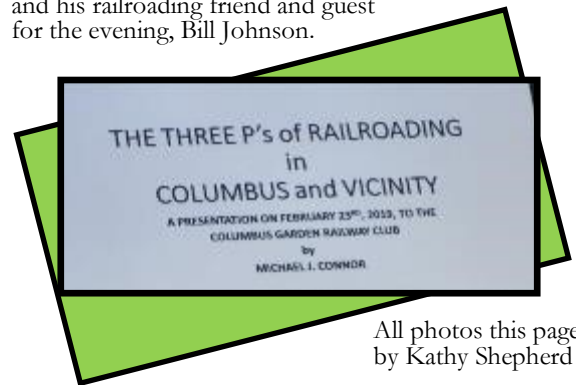 and his railroading friend and guest
for the evening, Bill Johnson.
THE THREE P's of RAILROADING
in
COLUMBUS and VICINITY
A PRESENTATION ON FEBRUARY 23RD, 2019, TO THE
COLUMBUS GARDEN RAILWAY CLUB
by
MICHAEL J. CONNOR
All photos this page
by Kathy Shepherd